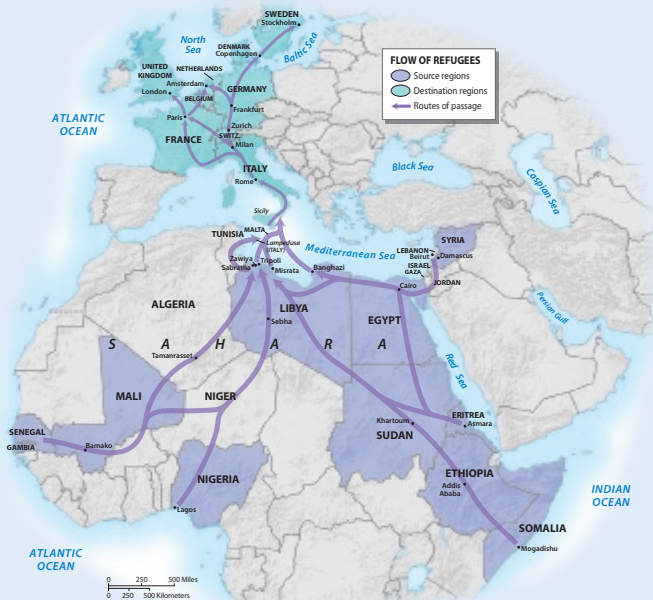 SWEDEN
Stockholm
North
Sea
DENMARK
Copenhagen
Baltic Sea
UNITED
KINGDOM
London
NETHERLANDS
Amsterdam
BELGIUM
GERMANY
Frankfurt
Paris
Zurich
SWITZ.
Milan
FRANCE
ITALY
Rome
FLOW OF REFUGEES
Source regions
Destination regions
Routes of passage
ATLANTIC
OCEAN
Black Sea
Caspian Sea
Sicily
TUNISIA
MALTA
Lampedusa
(ITALY)
Mediterranean Sea
Zawiya
Tripoli
Sabratha
Misrata
Banghazi
SYRIA
LEBANON
Beirut
Damascus
ISRAEL
GAZA
JORDAN
Cairo
Persian Gulf
ALGERIA
LIBYA
Sebha
EGYPT
S A H A R A
Tamanrasset
Red Sea
MALI
NIGER
SENEGAL
GAMBIA
Bamako
Khartoum
SUDAN
ERITREA
Asmara
NIGERIA
Lagos
ETHIOPIA
Addis
Ababa
INDIAN
OCEAN
SOMALIA
Mogadishu
ATLANTIC
OCEAN
0 250 500 Miles
0 250 500 Kilometers